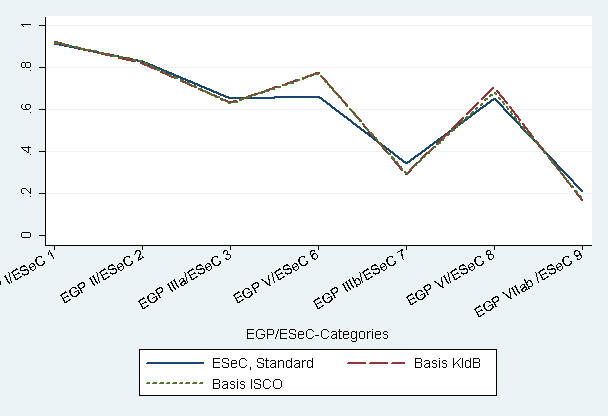 1
.8
.6
.4
.2
0
I/ESeC 1
EGP II/ESeC 2
EGP IIIa/ESeC 3
EGP V/ESeC 6
EGP IIIb/ESeC 7
EGP VI/ESeC 8
EGP VIIab /ESeC 9
EGP/ESeC-Categories
ESeC, Standard
Basis KldB
Basis ISCO